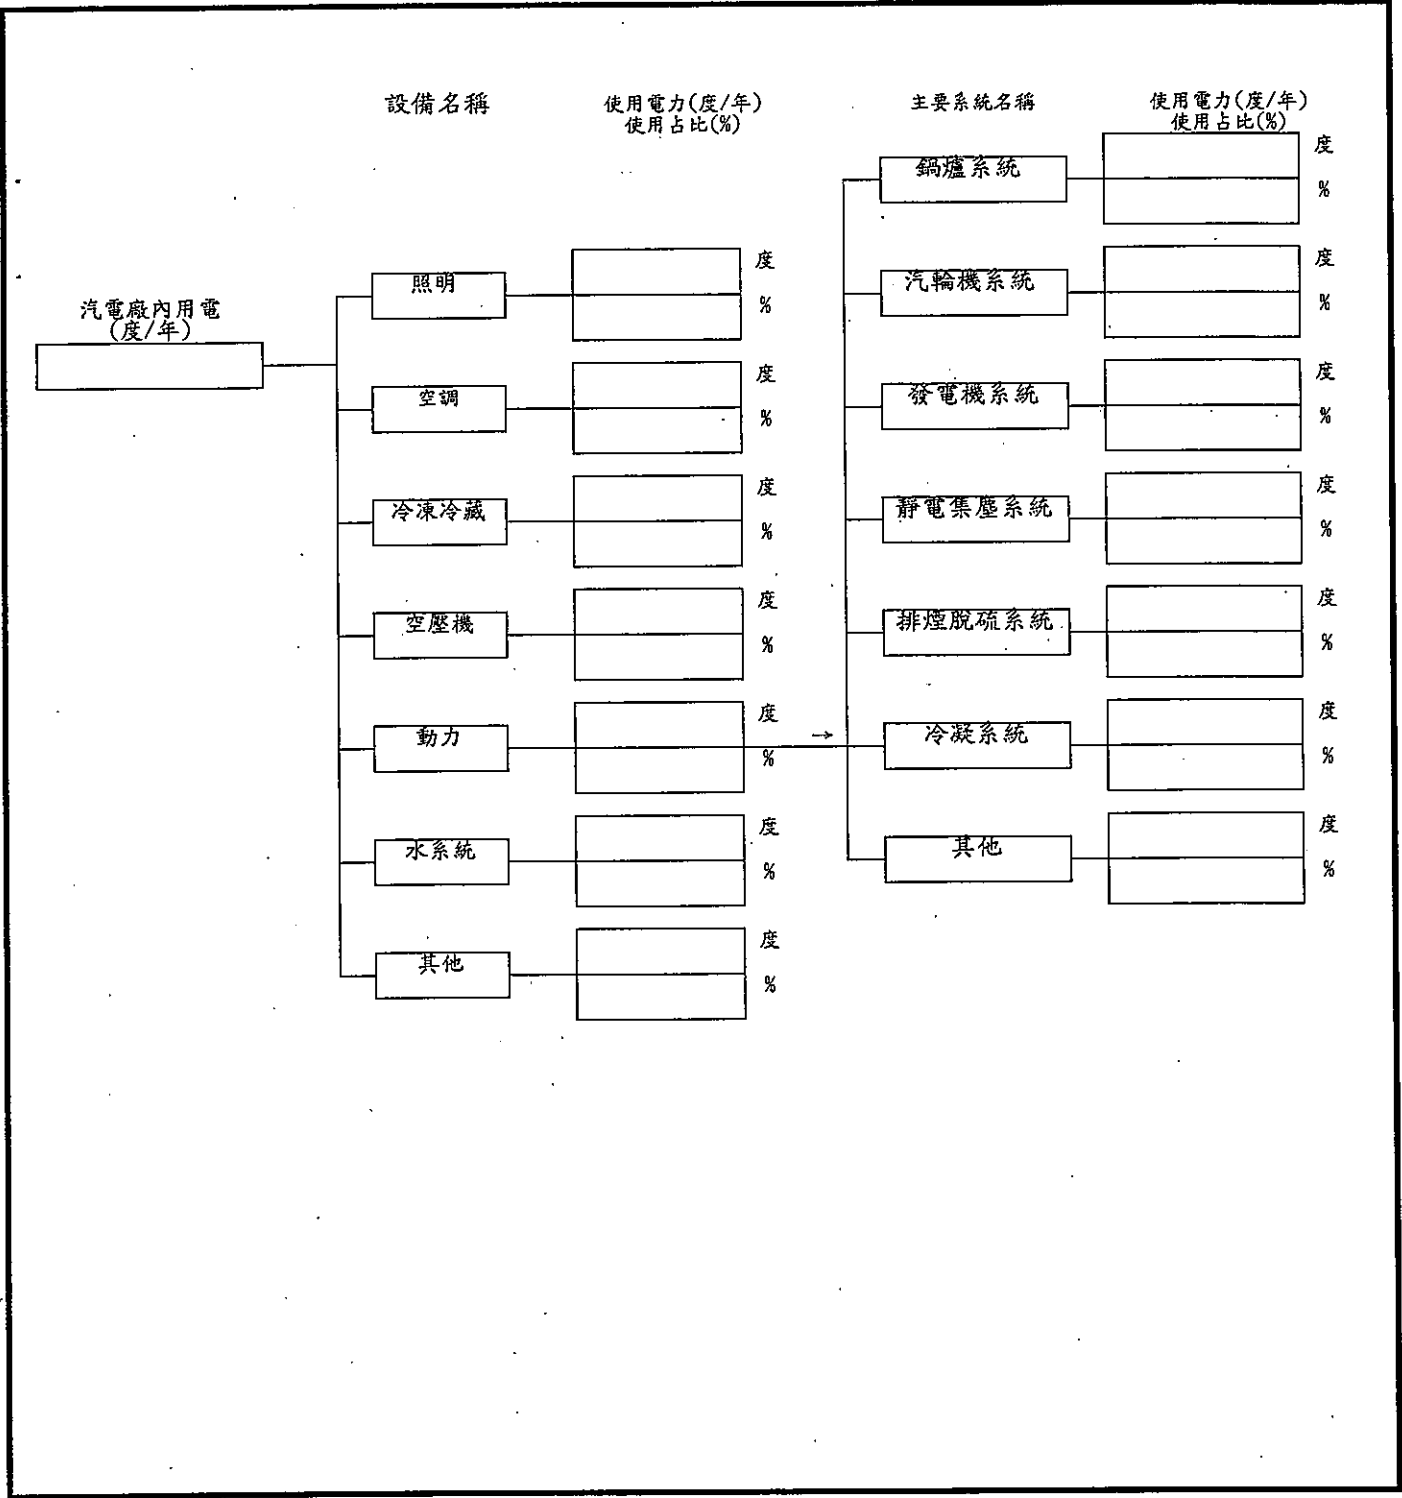 設備名稱
使用電力(度/年)
使用占比(%)
主要系統名稱
使用電力(度/年)
使用占比(%)
汽電廠內用電
(度/年)
照明
度
%
空調
度
%
冷凍冷藏
度
%
空壓機
度
%
動力
度
%
→
水系統
度
%
其他
度
%
鍋爐系統
度
%
汽輪機系統
度
%
發電機系統
度
%
靜電集塵系統
度
%
排煙脫硫系統
度
%
冷凝系統
度
%
其他
度
%